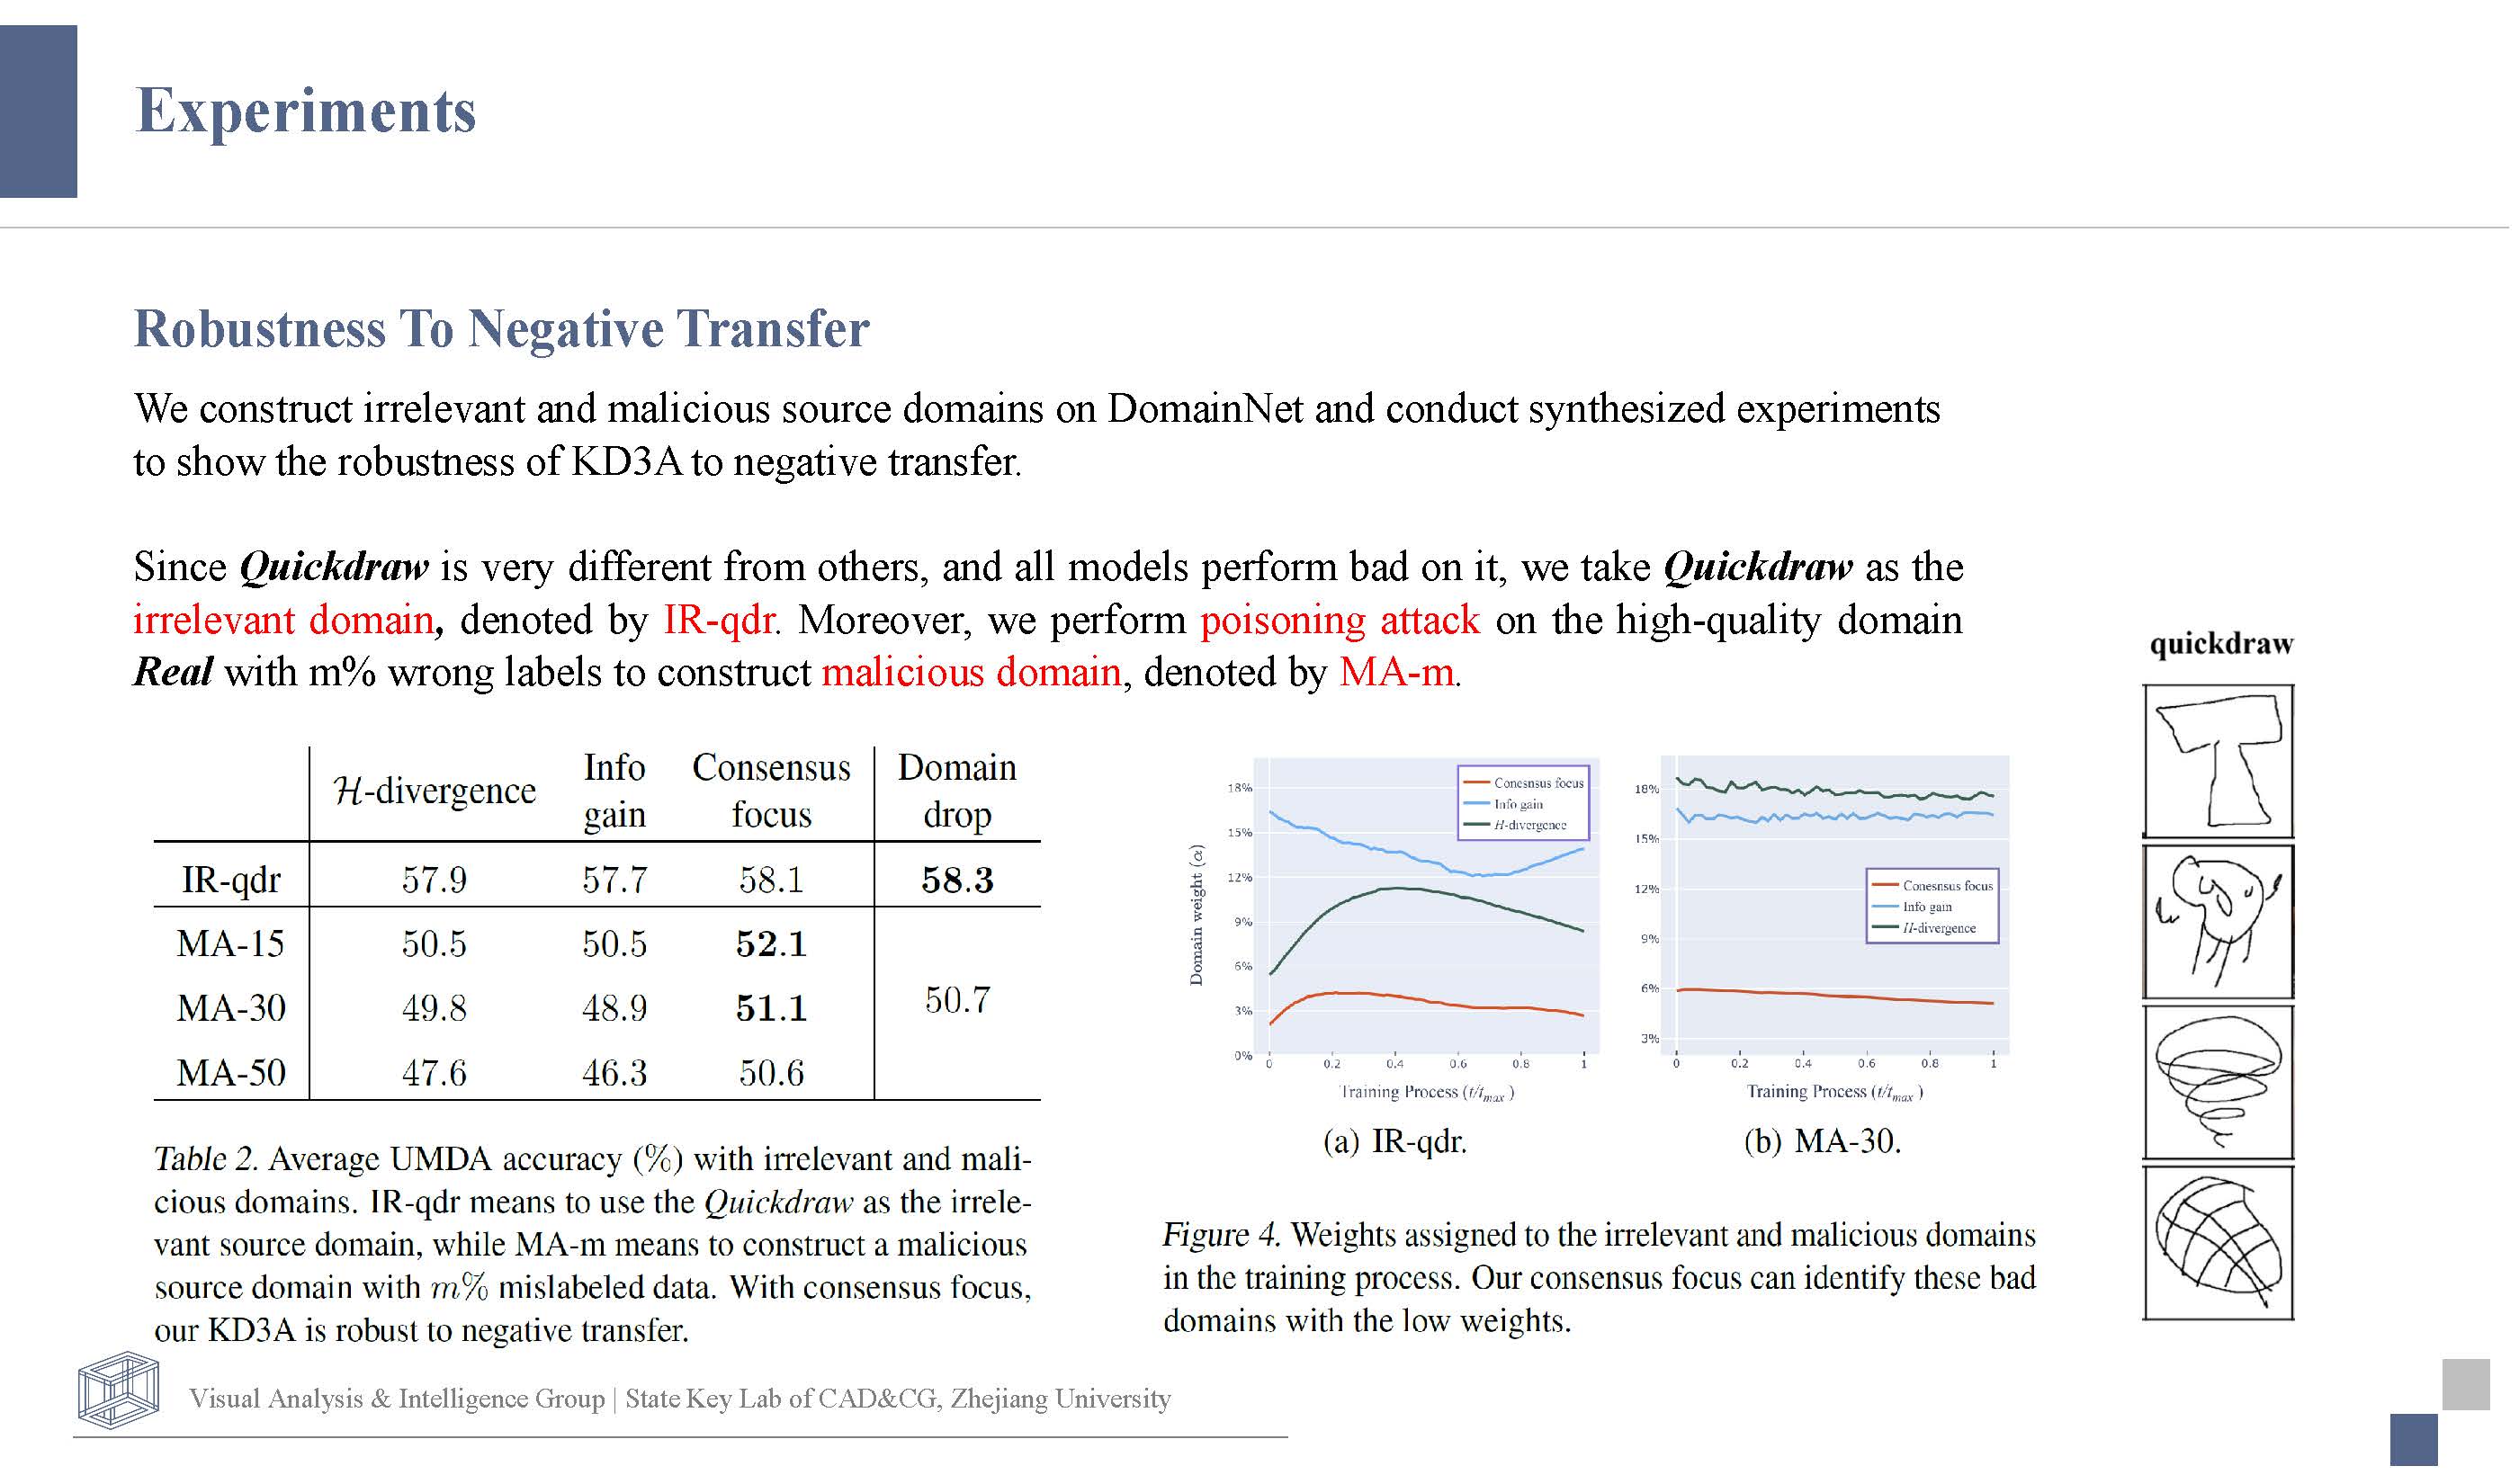 Experiments
Robustness To Negative Transfer
We construct irrelevant and malicious source domains on DomainNet and conduct synthesized experiments
to show the robustness of KD3A to negative transfer.
Since Quickdraw is very different from others, and all models perform bad on it, we take Quickdraw as the
irrelevant domain, denoted by IR-qdr. Moreover, we perform poisoning attack on the high-quality domain
Real with m% wrong labels to construct malicious domain, denoted by MA-m.
quickdraw
H-divergence Info gain Consensus focus Domain drop
IR-qdr 57.9 57.7 58.1 58.3
MA-15 50.5 50.5 52.1
MA-30 49.8 48.9 51.1 50.7
MA-50 47.6 46.3 50.6
Table 2. Average UMDA accuracy (%) with irrelevant and mali-
cious domains. IR-qdr means to use the Quickdraw as the irrele-
vant source domain, while MA-m means to construct a malicious
source domain with m% mislabeled data. With consensus focus,
our KD3A is robust to negative transfer.
Domain weight (α)
18%
15%
12%
9%
6%
3%
0%
0 0.2 0.4 0.6 0.8 1
Training Process (t/tmax )
Conesnsus focus
Info gain
H-divergence
(a) IR-qdr.
18%
15%
12%
9%
6%
3%
0 0.2 0.4 0.6 0.8 1
Training Process (t/tmax )
Conesnsus focus
Info gain
H-divergence
(b) MA-30.
Figure 4. Weights assigned to the irrelevant and malicious domains
in the training process. Our consensus focus can identify these bad
domains with the low weights.
Visual Analysis & Intelligence Group | State Key Lab of CAD&CG, Zhejiang University